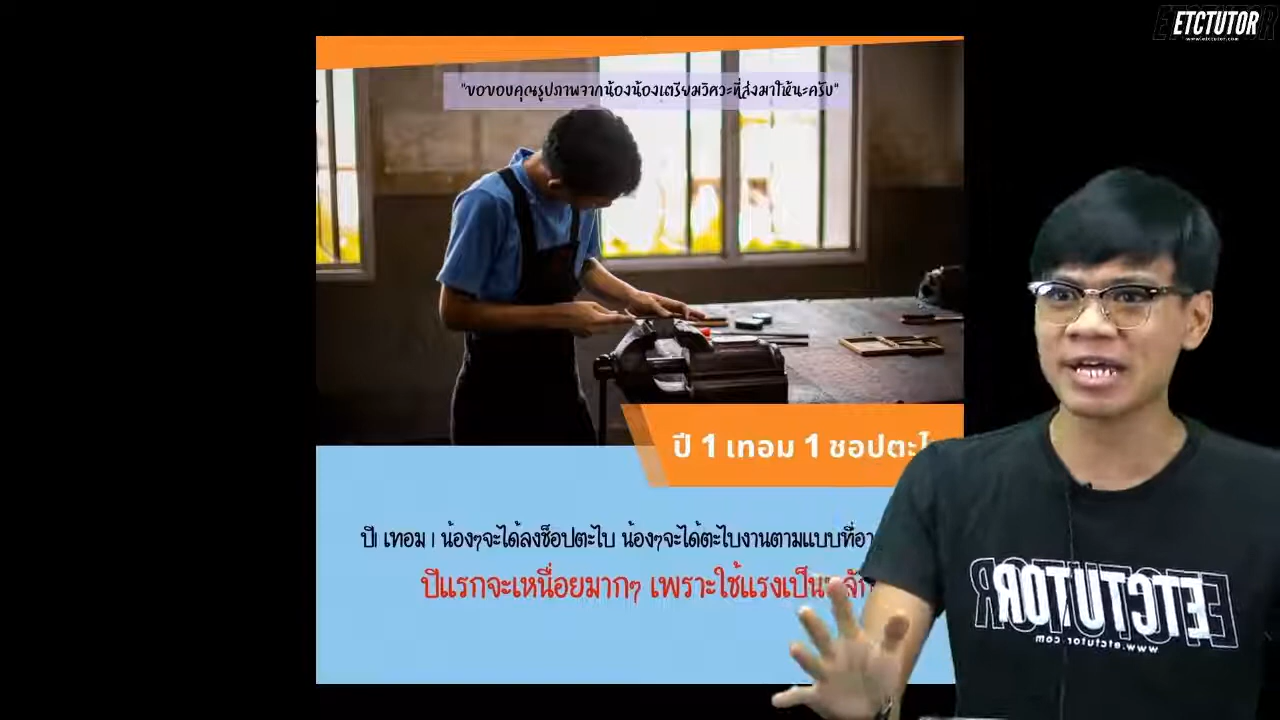 ETCTUTOR
www.etctutor.com
"ขอขอบคุณรูปภาพจากน้องน้องเตรียมวิศวะที่ส่งมาให้นะครับ"
ปี 1 เทอม 1 ชอปตะไ
ปี1 เทอม 1 น้องๆจะได้ลงช็อปตะไบ น้องๆจะได้ตะไบงานตามแบบที่อา
ปีแรกจะเหนื่อยมากๆ เพราะใช้แรงเป็น
ETCTUTOR
www.etctutor.com